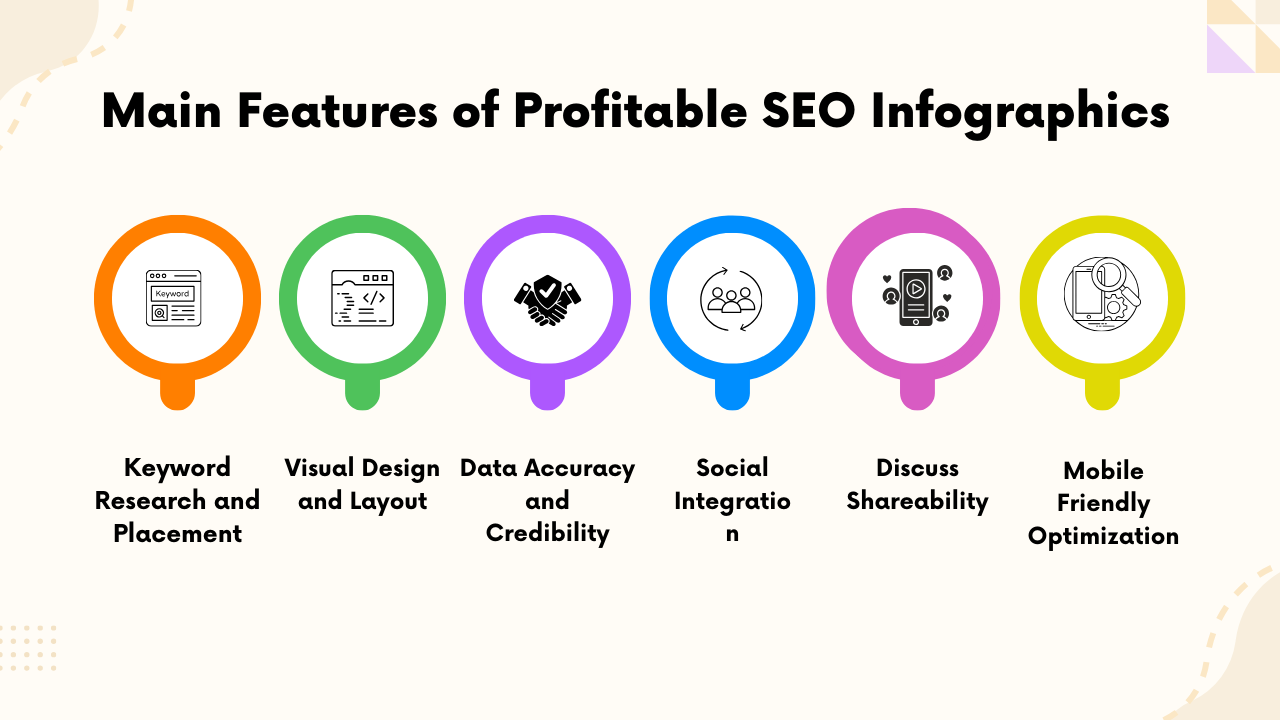 Main Features of Profitable SEO Infographics
Keyword
Keyword
Research and
Placement
Visual Design
and Layout
Data Accuracy
and
Credibility
Social
Integratio
n
Discuss
Shareability
Mobile
Friendly
Optimization